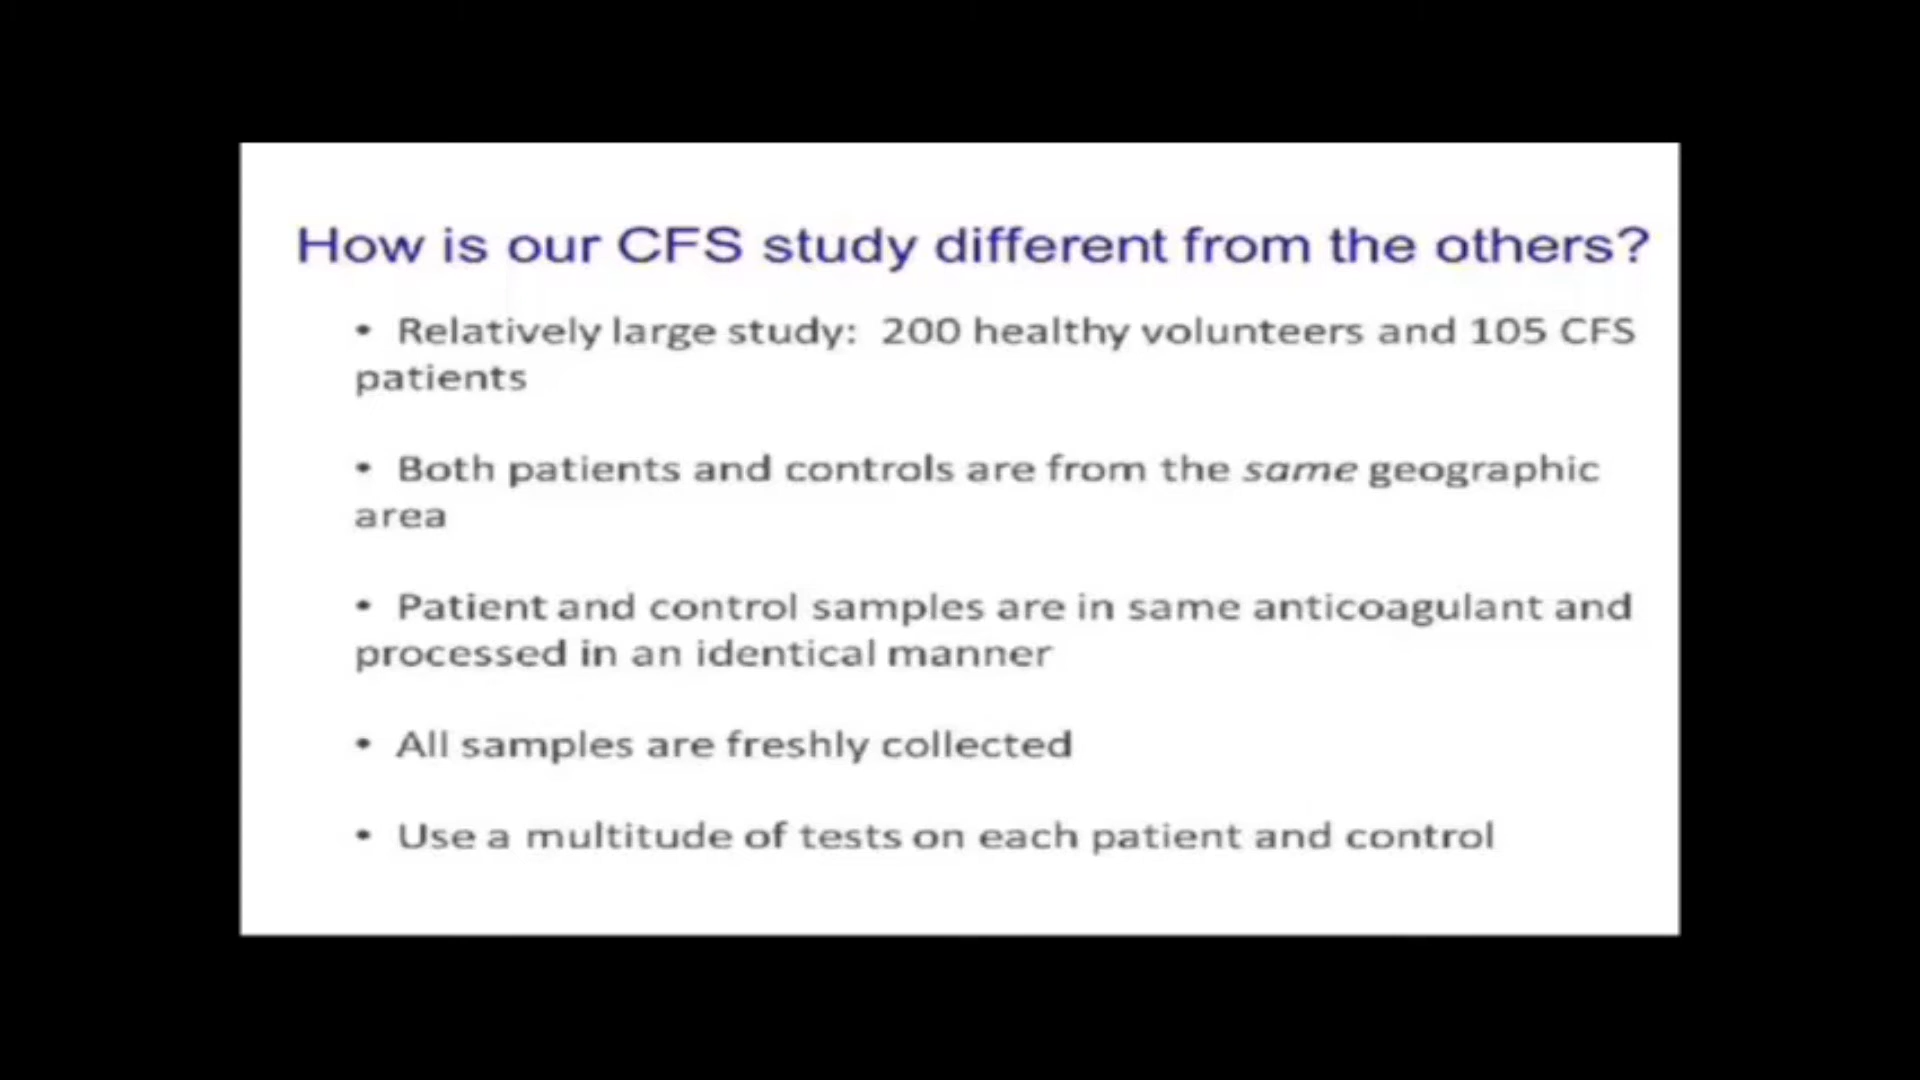 How is our CFS study different from the others?
• Relatively large study: 200 healthy volunteers and 105 CFS
patients
• Both patients and controls are from the same geographic
area
• Patient and control samples are in same anticoagulant and
processed in an identical manner
• All samples are freshly collected
• Use a multitude of tests on each patient and control